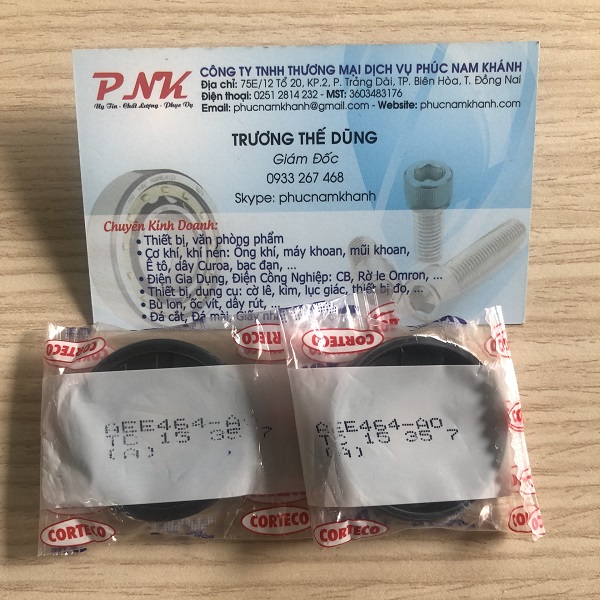 PNK
Uy Tín - Chất Lượng - Phục Vụ
CÔNG TY TNHH THƯƠNG MẠI DỊCH VỤ PHÚC NAM KHÁNH
Địa chỉ: 75E/12 Tổ 20, KP.2, P. Trảng Dài, TP. Biên Hòa, T. Đồng Nai
Điện thoại: 0251 2814 232 - MST: 3603483176
Email: phucnamkhanh@gmail.com - Website: phucnamkhanh.com
TRƯƠNG THẾ DŨNG
Giám Đốc
0933 267 468
Skype: phucnamkhanh
Chuyên Kinh Doanh:
• Thiết bị, văn phòng phẩm
• Cơ khí, khí nén: Ống khí, máy khoan, mũi khoan,
Ê tô, dây Curoa, bạc đạn, ...
• Điện Gia Dụng, Điện Công Nghiệp: CB, Rờ le Omron, ...
• Thiết bị, dụng cụ: cờ lê, kìm, lục giác, thiết bị đo, ...
• Bù lon, ốc vít, dây rút, ...
• Đá cắt, Đá mài, Giấy
CORTECO
AEE464-A
TC 15 35 7
(A)
CORTECO
CORTECO
AEE464-A0
TC 15 35 7
(A)
CORTECO